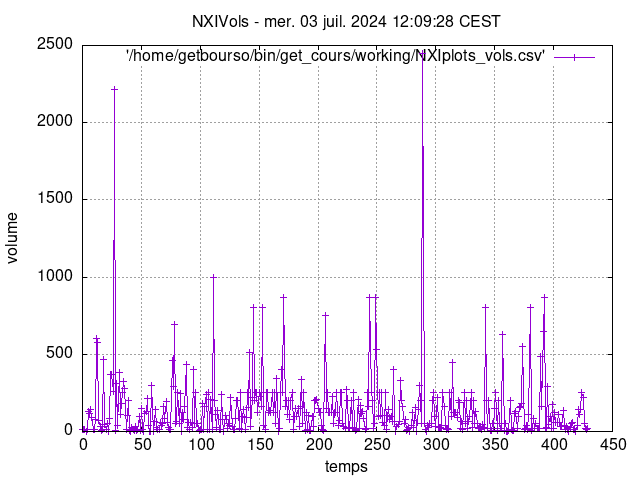 NXIVols - mer. 03 juil. 2024 12:09:28 CEST
'/home/getbourso/bin/get_cours/working/NXIplots_vols.csv'
2500
2000
1500
1000
500
0
volume
0 50 100 150 200 250 300 350 400 450
temps